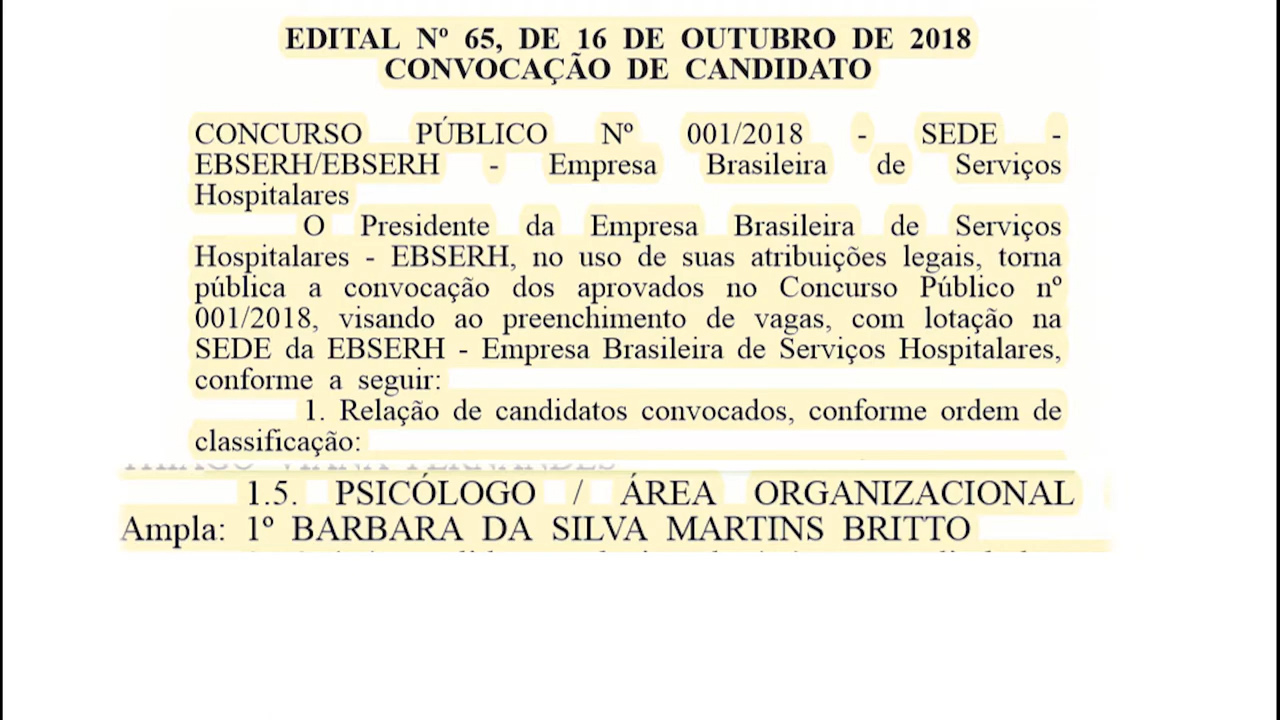 EDITAL Nº 65, DE 16 DE OUTUBRO DE 2018
CONVOCAÇÃO DE CANDIDATO
CONCURSO PÚBLICO Nº 001/2018 - SEDE -
EBSERH/EBSERH - Empresa Brasileira de Serviços
Hospitalares
O Presidente da Empresa Brasileira de Serviços
Hospitalares - EBSERH, no uso de suas atribuições legais, torna
pública a convocação dos aprovados no Concurso Público nº
001/2018, visando ao preenchimento de vagas, com lotação na
SEDE da EBSERH - Empresa Brasileira de Serviços Hospitalares,
conforme a seguir:
1. Relação de candidatos convocados, conforme ordem de
classificação:
1.5. PSICÓLOGO / ÁREA ORGANIZACIONAL
Ampla: 1º BARBARA DA SILVA MARTINS BRITTO